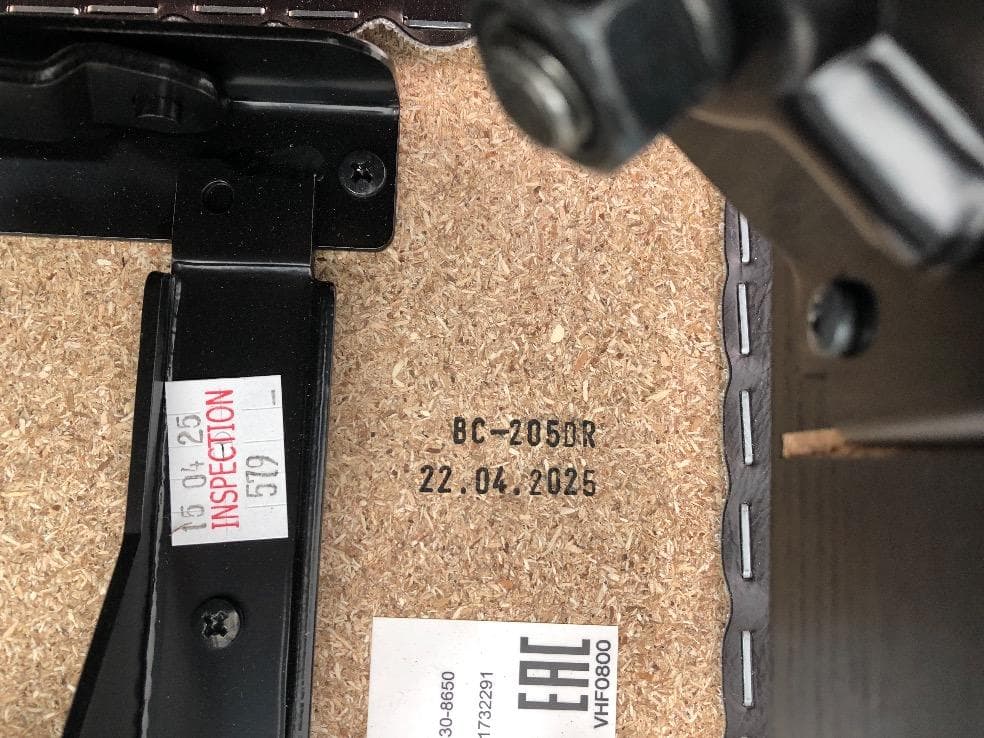 15 04 25
INSPECTION
579
BC-205DR
22.04.2025
30-8650
1732291
EAC
VHF0800